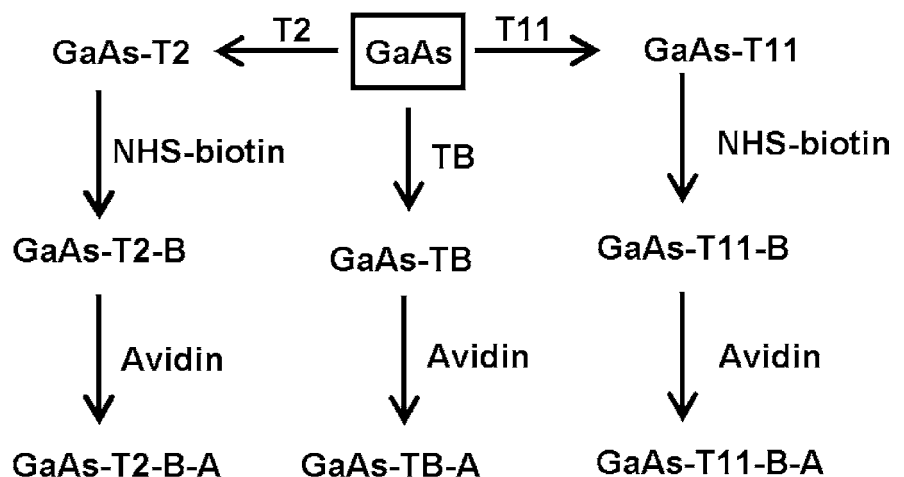 GaAs-T2 T2 GaAs T11 GaAs-T11
NHS-biotin TB NHS-biotin
GaAs-T2-B GaAs-TB GaAs-T11-B
Avidin Avidin Avidin
GaAs-T2-B-A GaAs-TB-A GaAs-T11-B-A